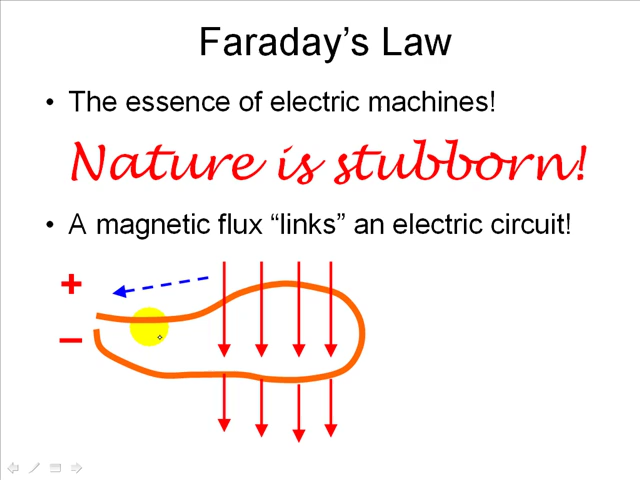 Faraday's Law
• The essence of electric machines!
Nature is stubborn!
• A magnetic flux “links” an electric circuit!
+
–